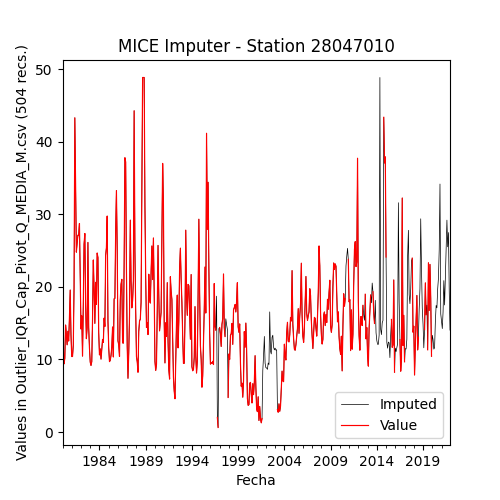 MICE Imputer - Station 28047010
Values in Outlier_IQR_Cap_Pivot_Q_MEDIA_M.csv (504 recs.)
50
40
30
20
10
0
1984 1989 1994 1999 2004 2009 2014 2019
Fecha
Imputed
Value